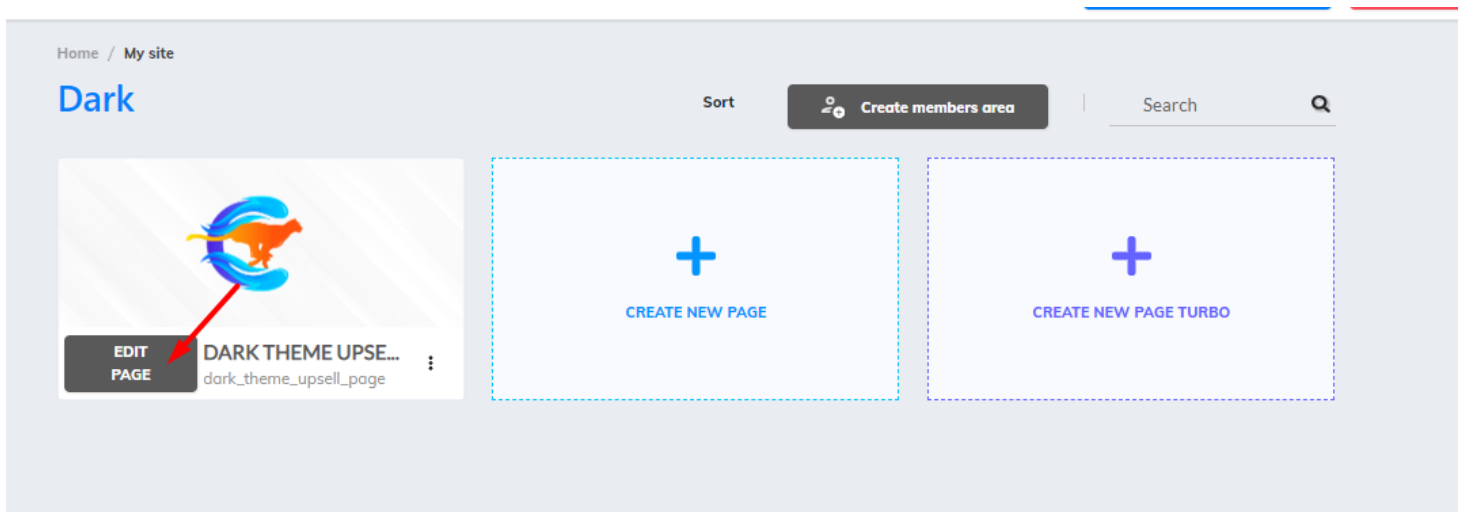 Home / My site
Dark
Sort
Create members area
Search
EDIT
PAGE
DARK THEME UPSE...
dark_theme_upsell_page
CREATE NEW PAGE
CREATE NEW PAGE TURBO